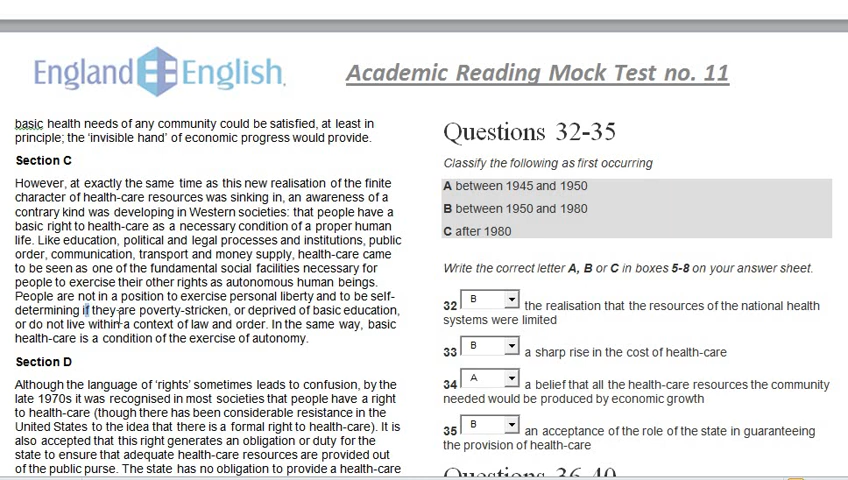 England English.
Academic Reading Mock Test no. 11
basic health needs of any community could be satisfied, at least in
principle; the ‘invisible hand’ of economic progress would provide.
Section C
However, at exactly the same time as this new realisation of the finite
character of health-care resources was sinking in, an awareness of a
contrary kind was developing in Western societies: that people have a
basic right to health-care as a necessary condition of a proper human
life. Like education, political and legal processes and institutions, public
order, communication, transport and money supply, health-care came
to be seen as one of the fundamental social facilities necessary for
people to exercise their other rights as autonomous human beings.
People are not in a position to exercise personal liberty and to be self-
determining if they are poverty-stricken, or deprived of basic education,
or do not live within a context of law and order. In the same way, basic
health-care is a condition of the exercise of autonomy.
Section D
Although the language of ‘rights’ sometimes leads to confusion, by the
late 1970s it was recognised in most societies that people have a right
to health-care (though there has been considerable resistance in the
United States to the idea that there is a formal right to health-care). It is
also accepted that this right generates an obligation or duty for the
state to ensure that adequate health-care resources are provided out
of the public purse. The state has no obligation to provide a health-care
Questions 32-35
Classify the following as first occurring
A between 1945 and 1950
B between 1950 and 1980
C after 1980
Write the correct letter A, B or C in boxes 5-8 on your answer sheet.
32 B the realisation that the resources of the national health
systems were limited
33 B a sharp rise in the cost of health-care
34 A a belief that all the health-care resources the community
needed would be produced by economic growth
35 B an acceptance of the role of the state in guaranteeing
the provision of health-care
Questions 36-40